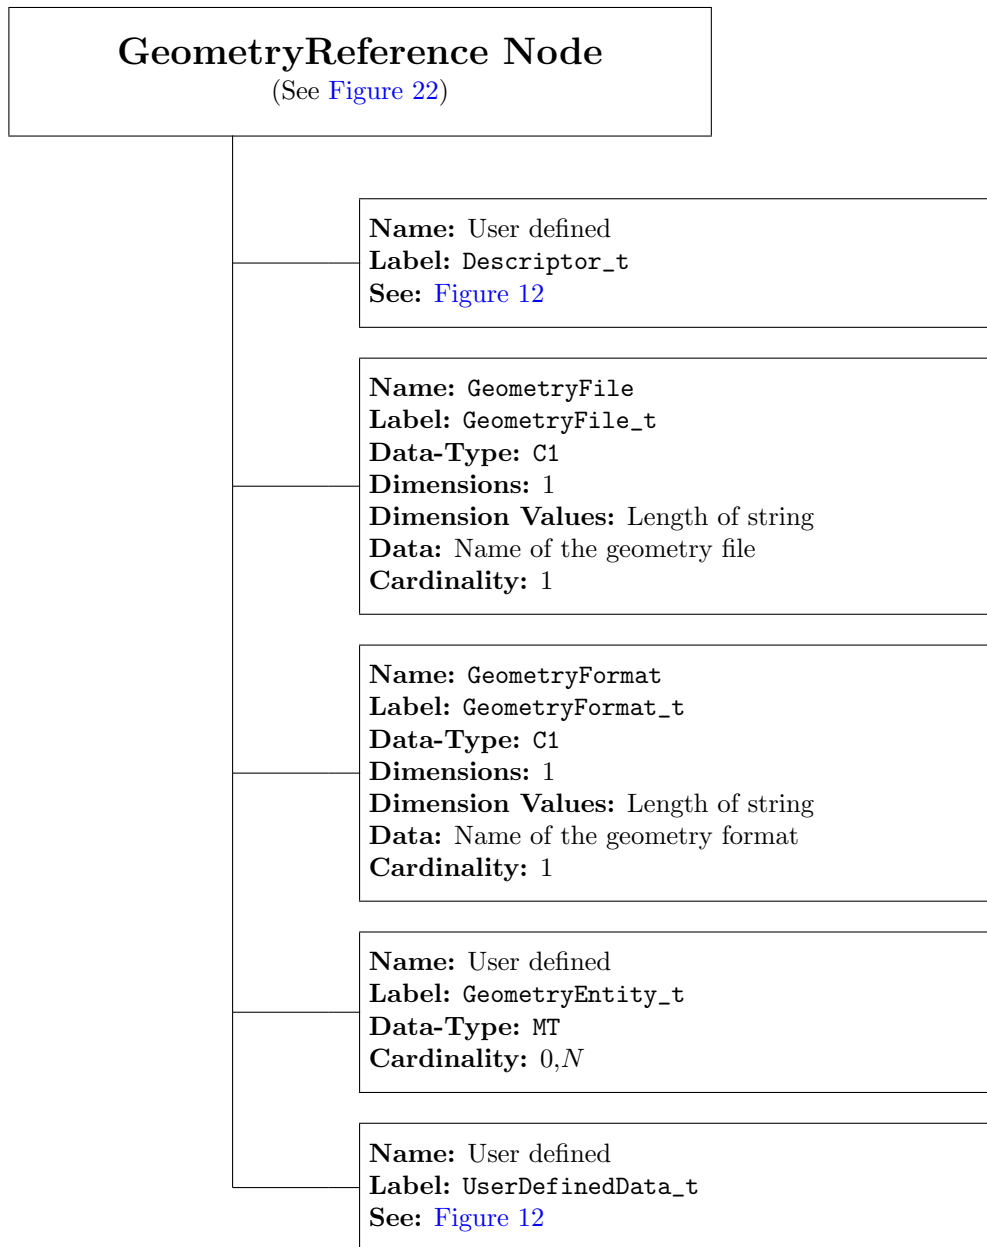 GeometryReference Node
(See Figure 22)
Name: User defined
Label: Descriptor_t
See: Figure 12
Name: GeometryFile
Label: GeometryFile_t
Data-Type: C1
Dimensions: 1
Dimension Values: Length of string
Data: Name of the geometry file
Cardinality: 1
Name: GeometryFormat
Label: GeometryFormat_t
Data-Type: C1
Dimensions: 1
Dimension Values: Length of string
Data: Name of the geometry format
Cardinality: 1
Name: User defined
Label: GeometryEntity_t
Data-Type: MT
Cardinality: 0,N
Name: User defined
Label: UserDefinedData_t
See: Figure 12